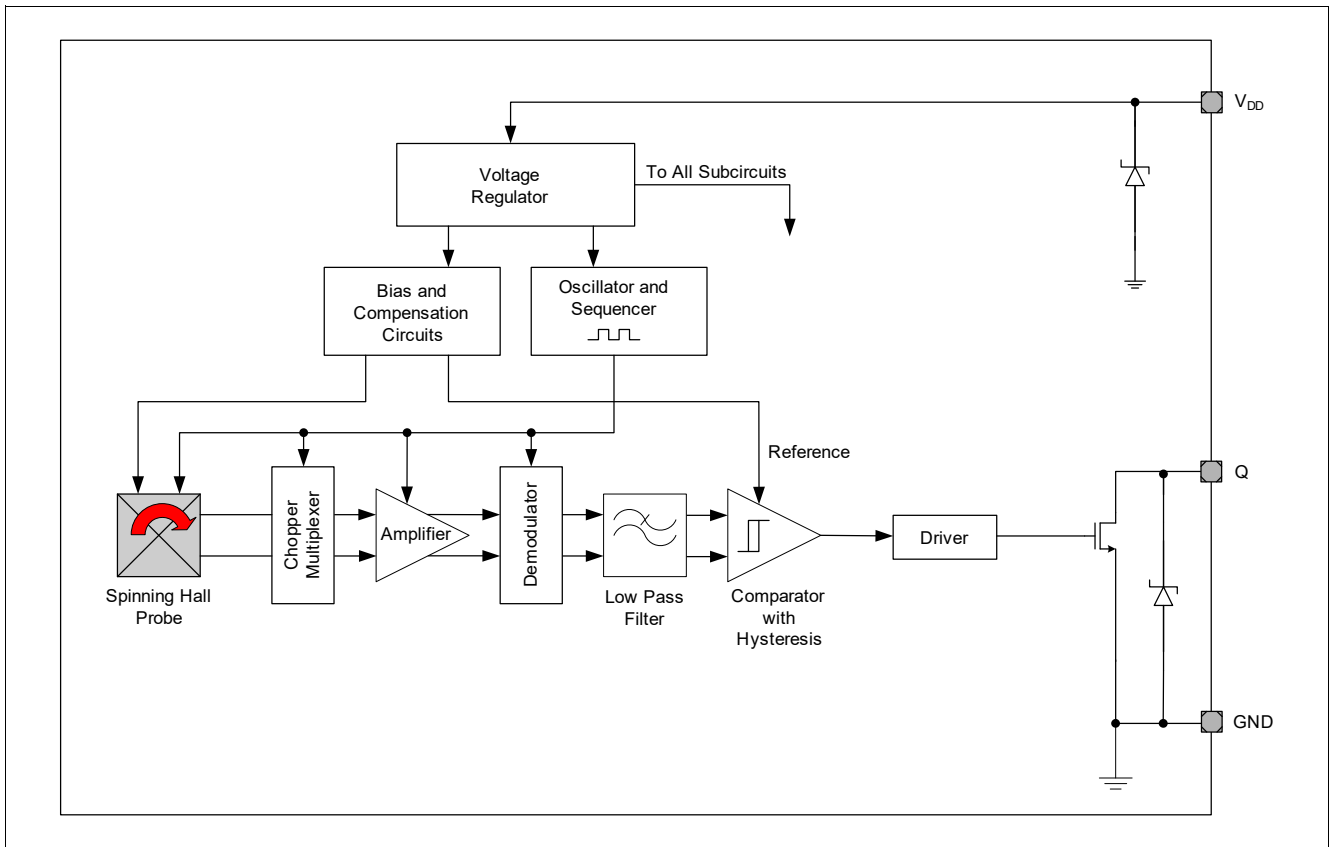 V_DD
Voltage
Regulator
To All Subcircuits
Bias and
Compensation
Circuits
Oscillator and
Sequencer
Reference
Q
Chopper
Multiplexer
Amplifier
Demodulator
Driver
Spinning Hall
Probe
Low Pass
Filter
Comparator
with
Hysteresis
GND